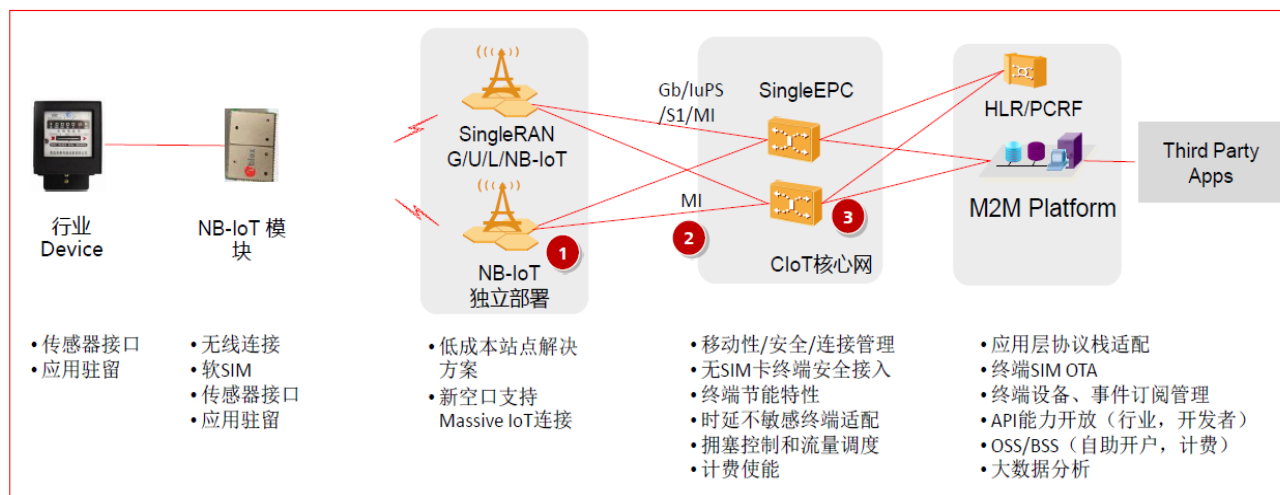 Gb/IuPS
/S1/MI
SingleEPC
HLR/PCRF
SingleRAN
G/U/L/NB-IoT
Third Party
Apps
M2M Platform
MI
行业
Device
NB-IoT 模
块
1
2
3
NB-IoT
独立部署
CIoT核心网
• 传感器接口
• 应用驻留
• 无线连接
• 软SIM
• 传感器接口
• 应用驻留
• 低成本站点解决
方案
• 新空口支持
Massive IoT连接
• 移动性/安全/连接管理
• 无SIM卡终端安全接入
• 终端节能特性
• 时延不敏感终端适配
• 拥塞控制和流量调度
• 计费使能
• 应用层协议栈适配
• 终端SIM OTA
• 终端设备、事件订阅管理
• API能力开放（行业，开发者）
• OSS/BSS（自助开户，计费）
• 大数据分析